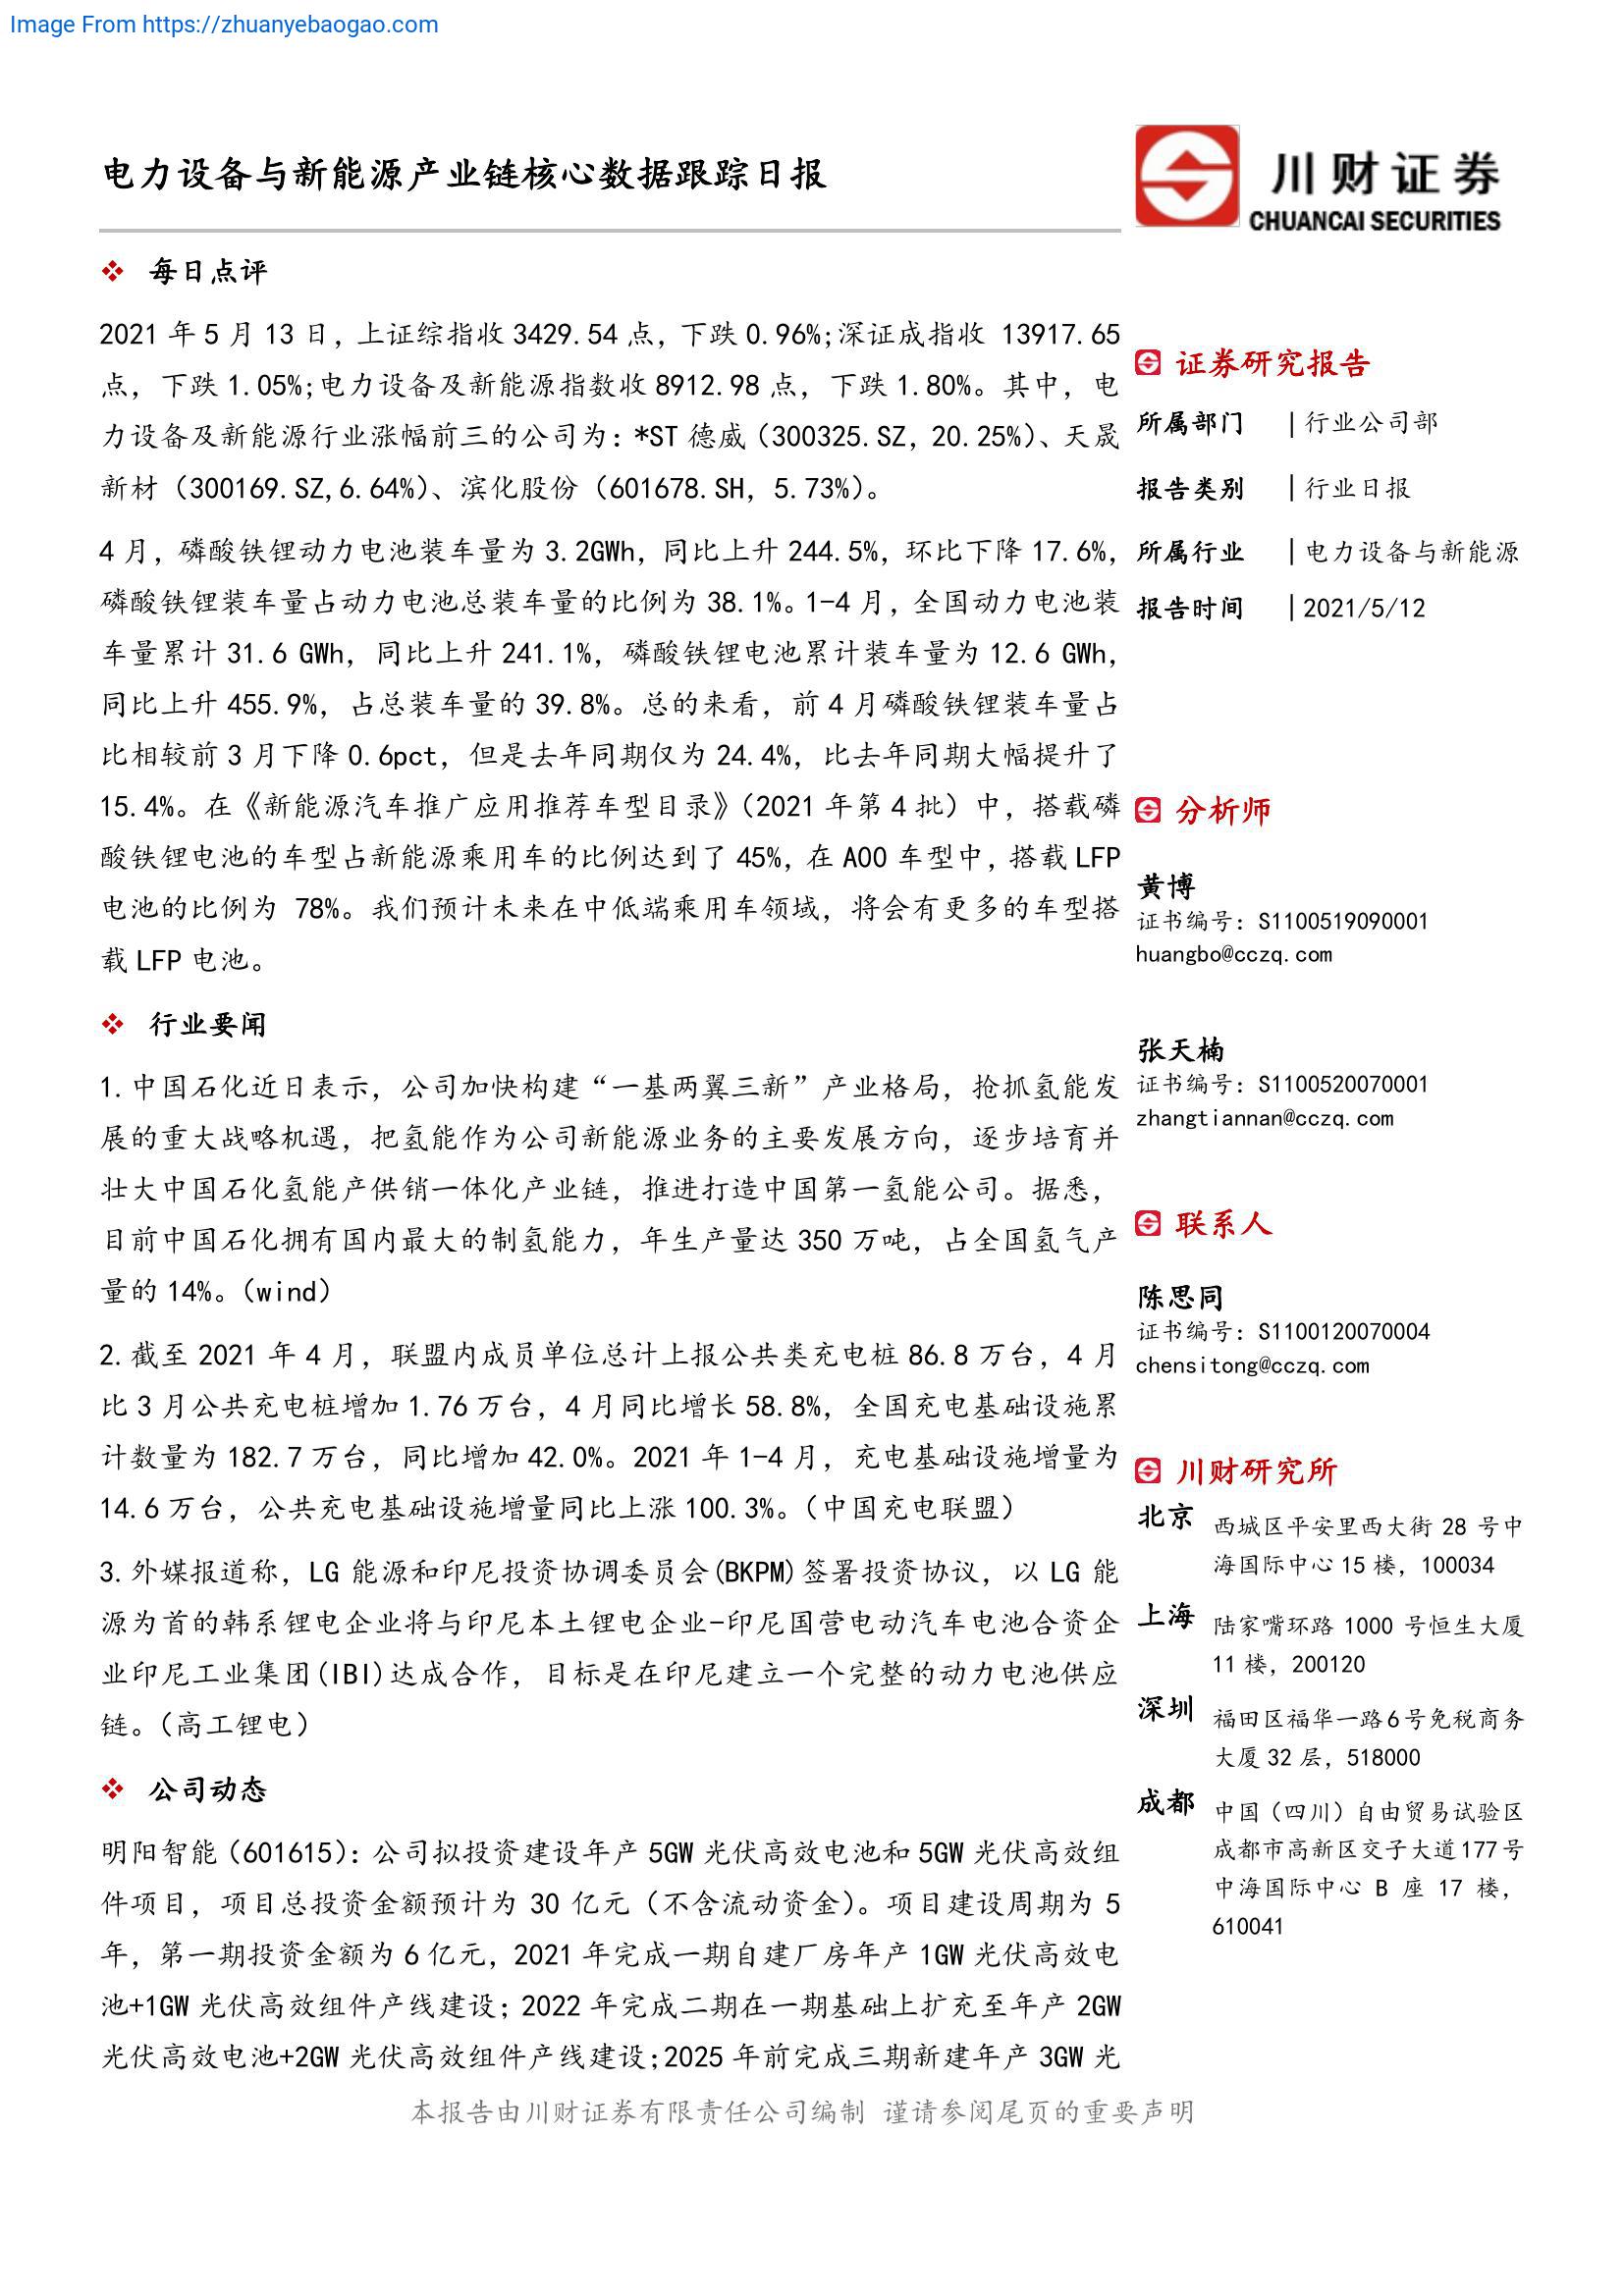 Image From https://zhuanyebaogao.com
电力设备与新能源产业链核心数据跟踪日报
川财证券
CHUANCAI SECURITIES
❖ 每日点评
2021 年 5 月 13 日，上证综指收 3429.54 点，下跌 0.96%;深证成指收 13917.65
点，下跌 1.05%;电力设备及新能源指数收 8912.98 点，下跌 1.80%。其中，电
力设备及新能源行业涨幅前三的公司为：*ST 德威（300325.SZ，20.25%）、天晟
新材（300169.SZ,6.64%）、滨化股份（601678.SH，5.73%）。
4 月，磷酸铁锂动力电池装车量为 3.2GWh，同比上升 244.5%，环比下降 17.6%，
磷酸铁锂装车量占动力电池总装车量的比例为 38.1%。1-4 月，全国动力电池装
车量累计 31.6 GWh，同比上升 241.1%，磷酸铁锂电池累计装车量为 12.6 GWh，
同比上升 455.9%，占总装车量的 39.8%。总的来看，前 4 月磷酸铁锂装车量占
比相较前 3 月下降 0.6pct，但是去年同期仅为 24.4%，比去年同期大幅提升了
15.4%。在《新能源汽车推广应用推荐车型目录》（2021 年第 4 批）中，搭载磷
酸铁锂电池的车型占新能源乘用车的比例达到了 45%，在 A00 车型中，搭载 LFP
电池的比例为 78%。我们预计未来在中低端乘用车领域，将会有更多的车型搭
载 LFP 电池。
❖ 行业要闻
1.中国石化近日表示，公司加快构建“一基两翼三新”产业格局，抢抓氢能发
展的重大战略机遇，把氢能作为公司新能源业务的主要发展方向，逐步培育并
壮大中国石化氢能产供销一体化产业链，推进打造中国第一氢能公司。据悉，
目前中国石化拥有国内最大的制氢能力，年生产量达 350 万吨，占全国氢气产
量的 14%。（wind）
2.截至 2021 年 4 月，联盟内成员单位总计上报公共类充电桩 86.8 万台，4 月
比 3 月公共充电桩增加 1.76 万台，4 月同比增长 58.8%，全国充电基础设施累
计数量为 182.7 万台，同比增加 42.0%。2021 年 1-4 月，充电基础设施增量为
14.6 万台，公共充电基础设施增量同比上涨 100.3%。（中国充电联盟）
3.外媒报道称，LG 能源和印尼投资协调委员会(BKPM)签署投资协议，以 LG 能
源为首的韩系锂电企业将与印尼本土锂电企业-印尼国营电动汽车电池合资企
业印尼工业集团(IBI)达成合作，目标是在印尼建立一个完整的动力电池供应
链。（高工锂电）
❖ 公司动态
明阳智能（601615）：公司拟投资建设年产 5GW 光伏高效电池和 5GW 光伏高效组
件项目，项目总投资金额预计为 30 亿元（不含流动资金）。项目建设周期为 5
年，第一期投资金额为 6 亿元，2021 年完成一期自建厂房年产 1GW 光伏高效电
池+1GW 光伏高效组件产线建设；2022 年完成二期在一期基础上扩充至年产 2GW
光伏高效电池+2GW 光伏高效组件产线建设;2025 年前完成三期新建年产 3GW 光
证券研究报告
所属部门 | 行业公司部
报告类别 | 行业日报
所属行业 | 电力设备与新能源
报告时间 | 2021/5/12
分析师
黄博
证书编号：S1100519090001
huangbo@cczq.com
张天楠
证书编号：S1100520070001
zhangtiannan@cczq.com
联系人
陈思同
证书编号：S1100120070004
chensitong@cczq.com
川财研究所
北京 西城区平安里西大街 28 号中
海国际中心 15 楼，100034
上海 陆家嘴环路 1000 号恒生大厦
11 楼，200120
深圳 福田区福华一路 6 号免税商务
大厦 32 层，518000
成都 中国（四川）自由贸易试验区
成都市高新区交子大道 177 号
中海国际中心 B 座 17 楼，
610041
本报告由川财证券有限责任公司编制 谨请参阅尾页的重要声明